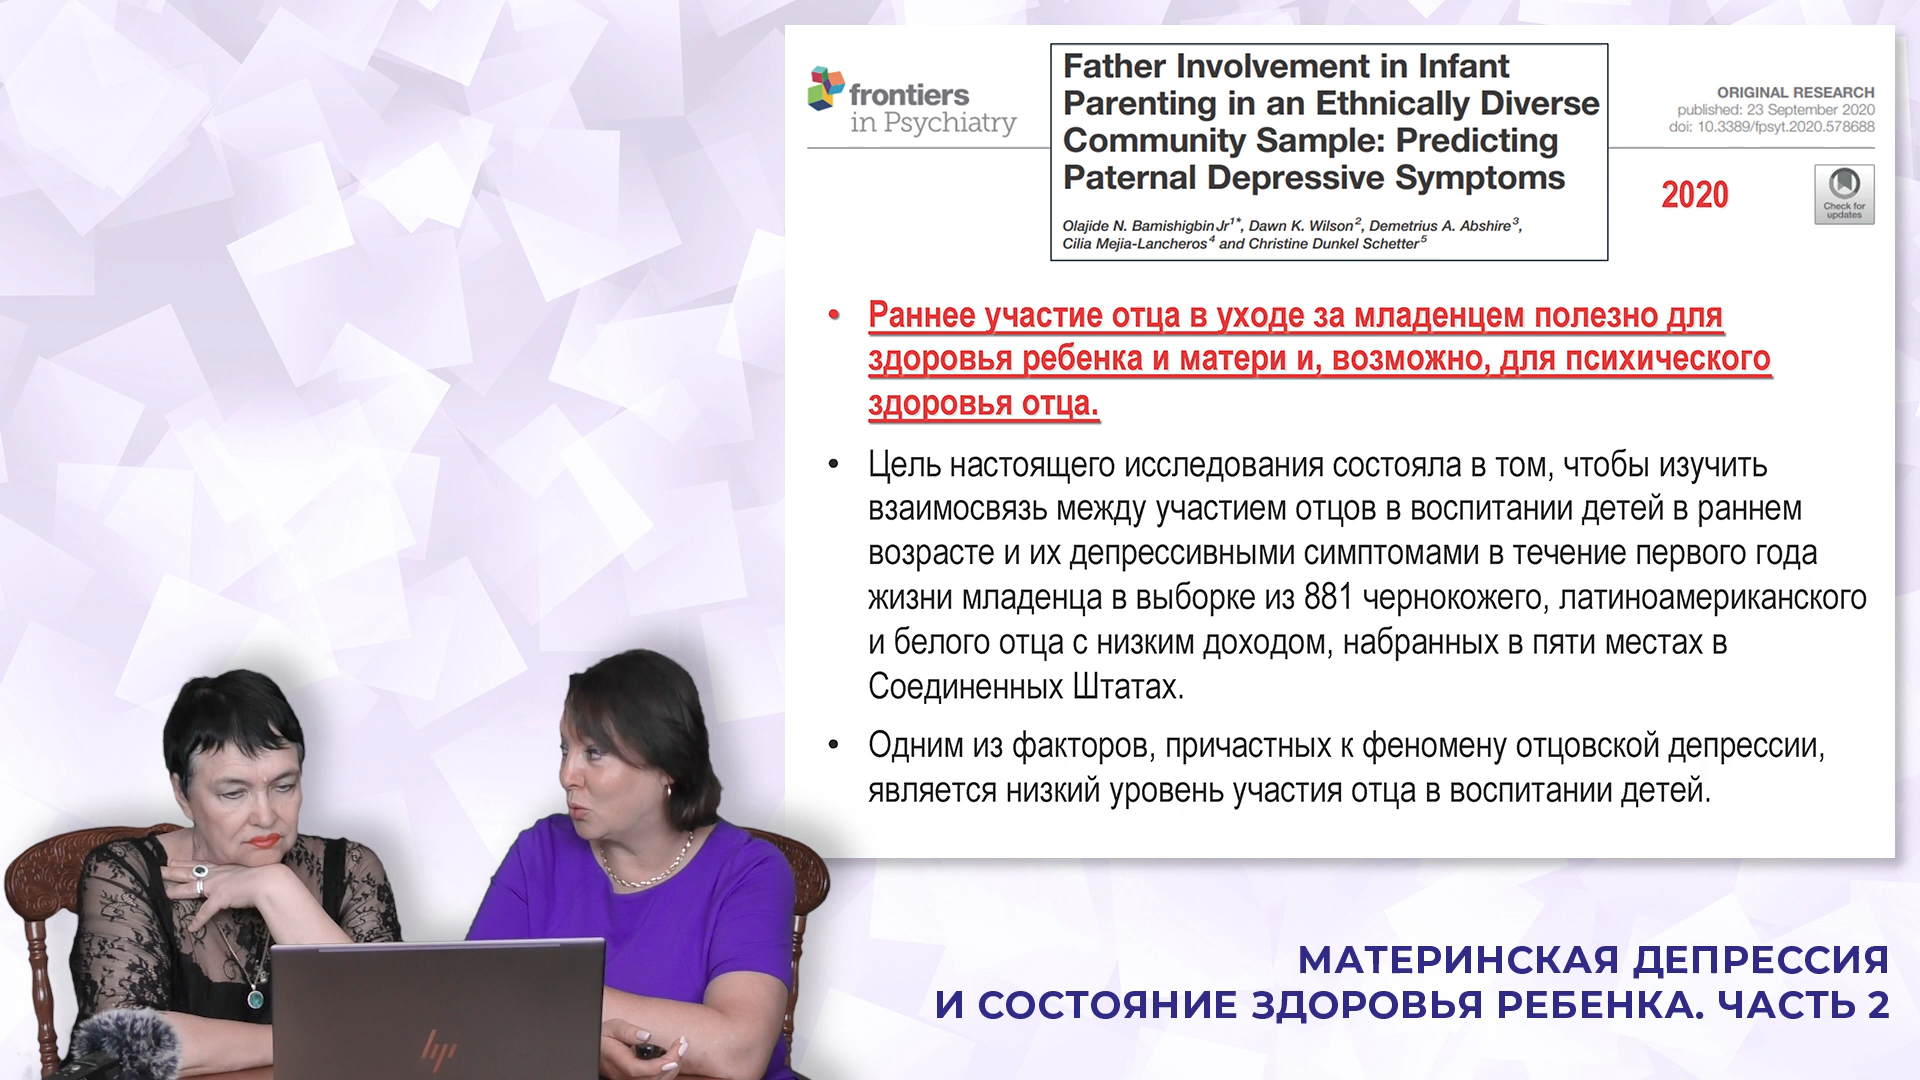 frontiers
in Psychiatry
Father Involvement in Infant
Parenting in an Ethnically Diverse
Community Sample: Predicting
Paternal Depressive Symptoms
Olajide N. Bamishigbin Jr1*, Dawn K. Wilson2, Demetrius A. Abshire3,
Cilia Mejia-Lancheros4 and Christine Dunkel Schetter5
ORIGINAL RESEARCH
published: 23 September 2020
doi: 10.3389/fpsyt.2020.578688
2020
Check for
updates
• Раннее участие отца в уходе за младенцем полезно для
здоровья ребенка и матери и, возможно, для психического
здоровья отца.
• Цель настоящего исследования состояла в том, чтобы изучить
взаимосвязь между участием отцов в воспитании детей в раннем
возрасте и их депрессивными симптомами в течение первого года
жизни младенца в выборке из 881 чернокожего, латиноамериканского
и белого отца с низким доходом, набранных в пяти местах в
Соединенных Штатах.
• Одним из факторов, причастных к феномену отцовской депрессии,
является низкий уровень участия отца в воспитании детей.
hp
МАТЕРИНСКАЯ ДЕПРЕССИЯ
И СОСТОЯНИЕ ЗДОРОВЬЯ РЕБЕНКА. ЧАСТЬ 2